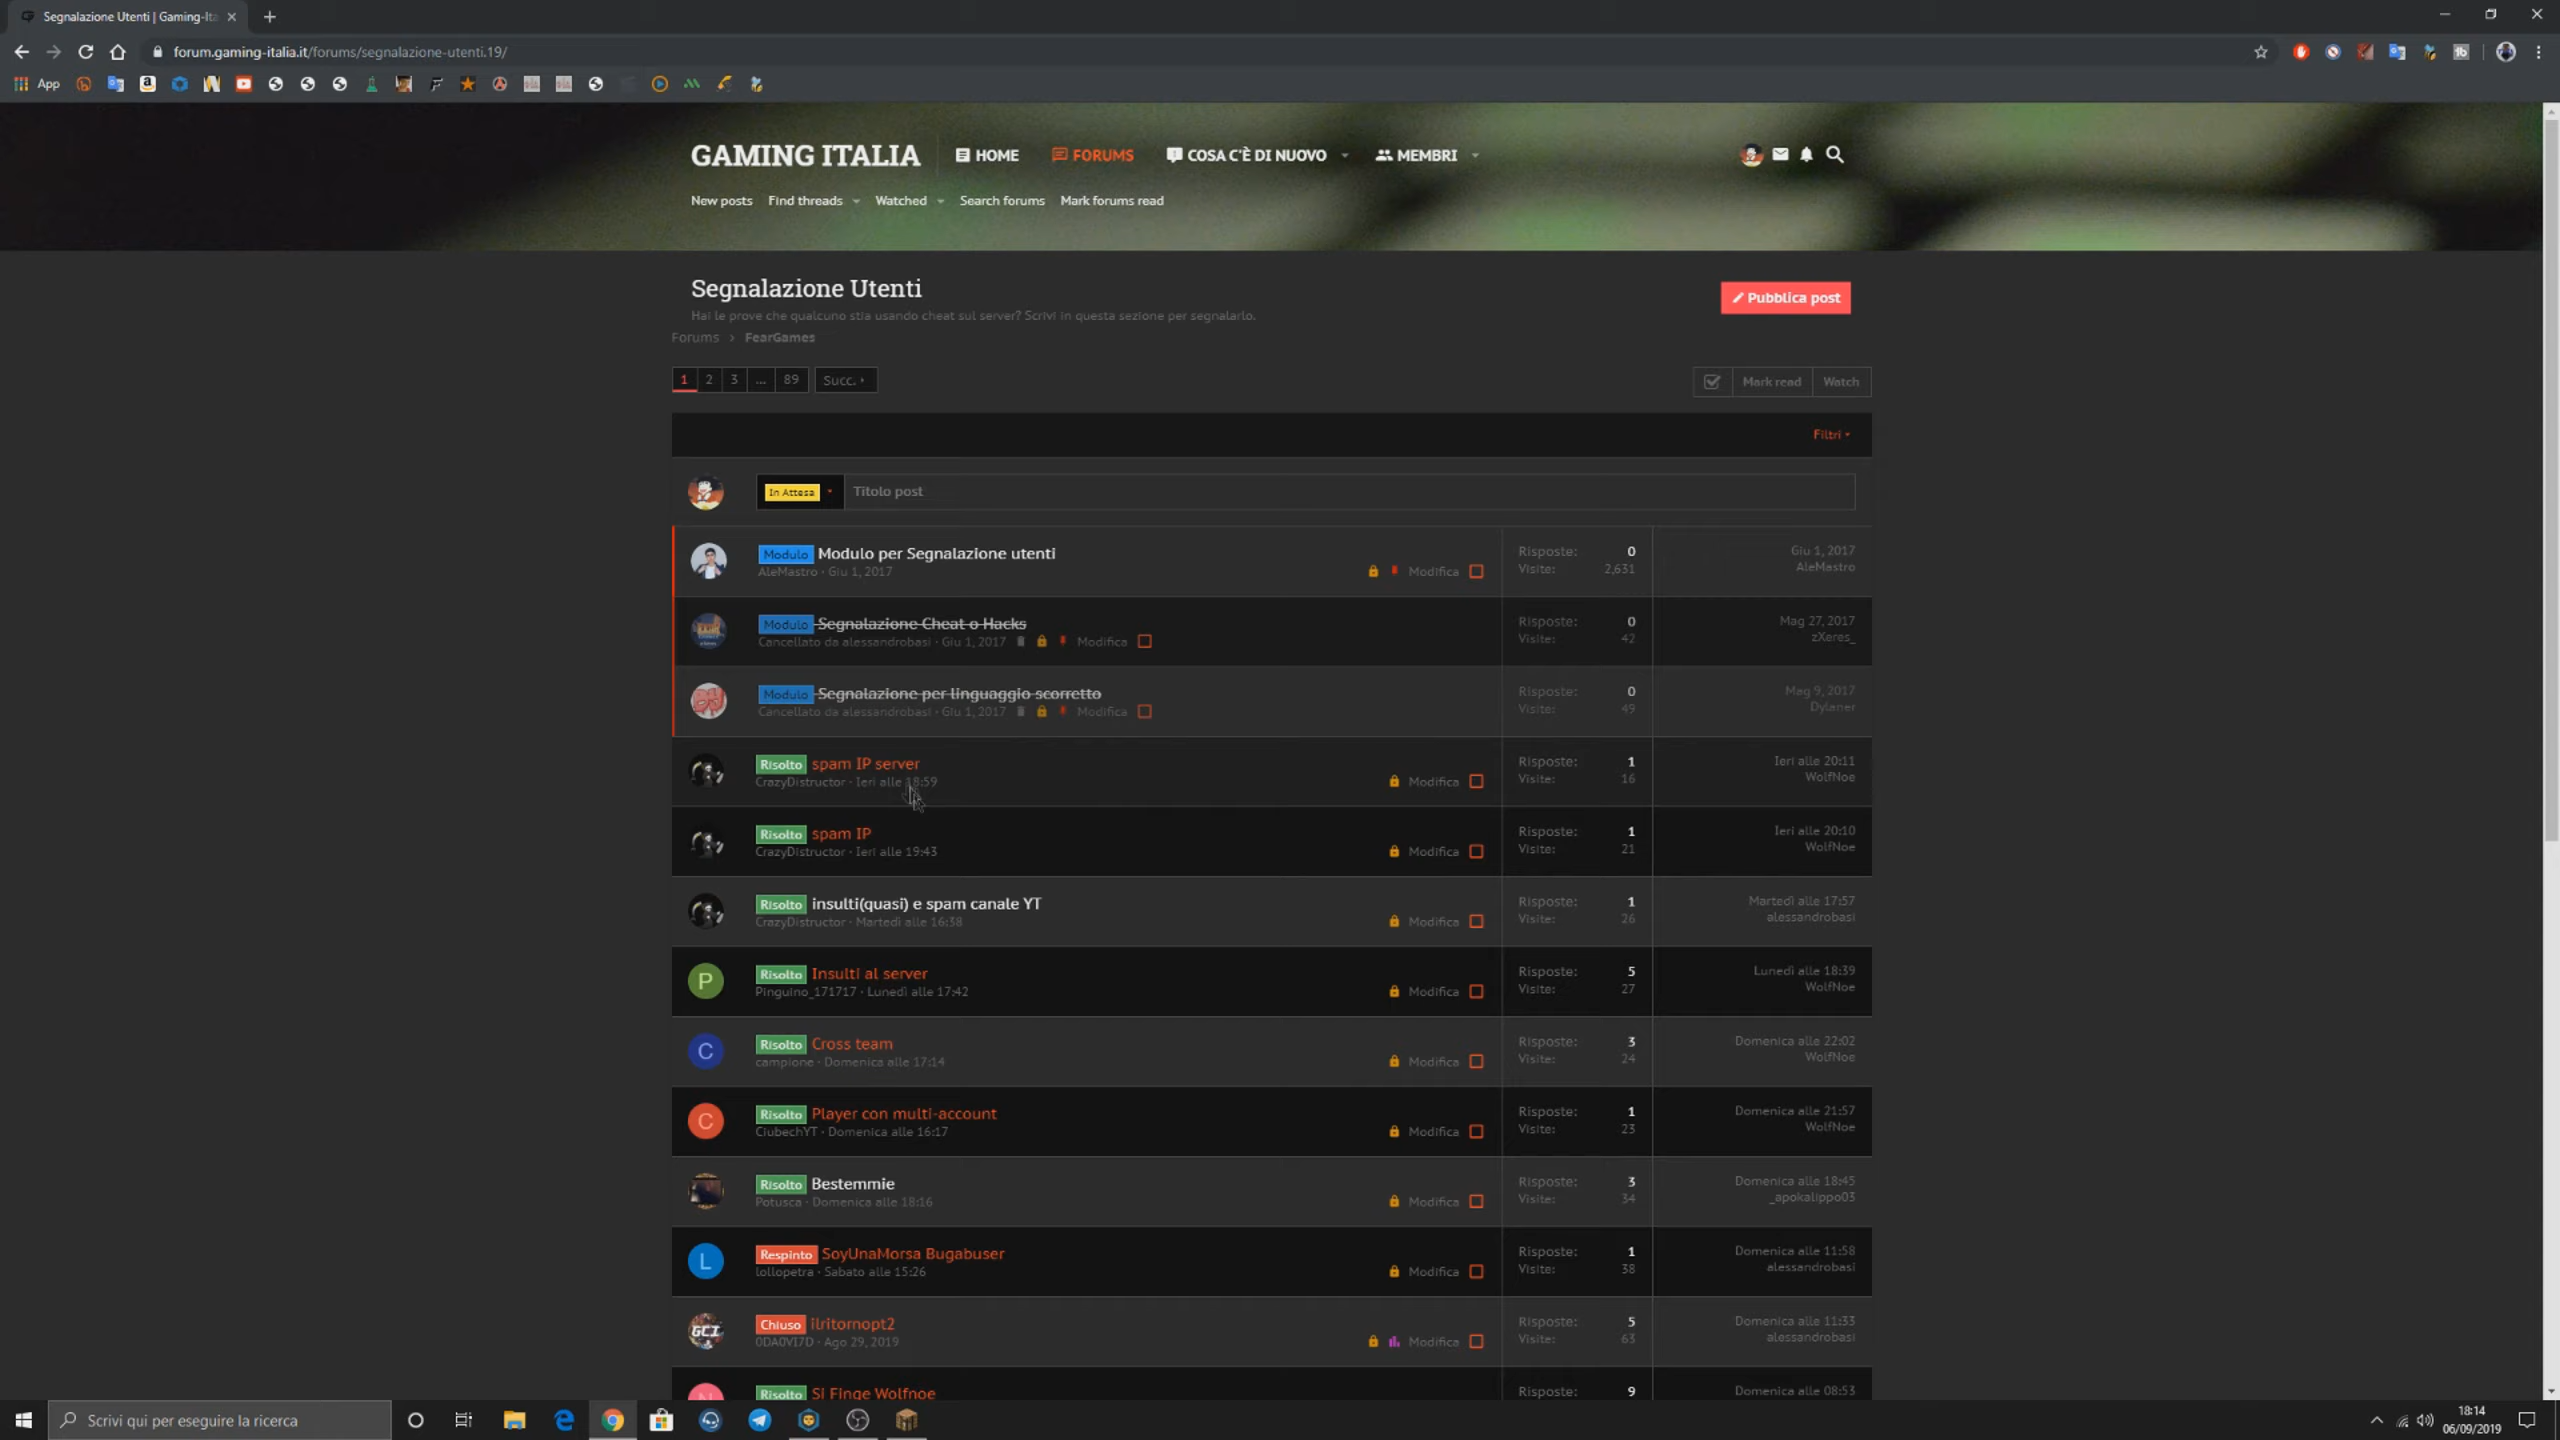 Segnalazione Utenti | Gaming-Ita
forum.gaming-italia.it/forums/segnalazione-utenti.19/
App
GAMING ITALIA
HOME
FORUMS
COSA C'È DI NUOVO
MEMBRI
New posts
Find threads
Watched
Search forums
Mark forums read
Segnalazione Utenti
Pubblica post
Hai le prove che qualcuno stia usando cheat sul server? Scrivi in questa sezione per segnalarlo.
Forums › FearGames
1 2 3 ... 89 Succ.
Mark read
Watch
Filtri
In Attesa
Titolo post
Modulo Modulo per Segnalazione utenti
AleMastro · Giu 1, 2017
Modifica
Risposte: 0
Visite: 2,631
Giu 1, 2017
AleMastro
Modulo Segnalazione Cheat o Hacks
Cancellato da alessandrobasi · Giu 1, 2017
Modifica
Risposte: 0
Visite: 42
Mag 27, 2017
zXeres_
Modulo Segnalazione per linguaggio scorretto
Cancellato da alessandrobasi · Giu 1, 2017
Modifica
Risposte: 0
Visite: 49
Mag 9, 2017
Dylaner
Risolto spam IP server
CrazyDistructor · Ieri alle 18:59
Modifica
Risposte: 1
Visite: 16
Ieri alle 20:11
WolfNoe
Risolto spam IP
CrazyDistructor · Ieri alle 19:43
Modifica
Risposte: 1
Visite: 21
Ieri alle 20:10
WolfNoe
Risolto insulti(quasi) e spam canale YT
CrazyDistructor · Martedì alle 16:38
Modifica
Risposte: 1
Visite: 26
Martedì alle 17:57
alessandrobasi
P
Risolto Insulti al server
Pinguino_171717 · Lunedì alle 17:42
Modifica
Risposte: 5
Visite: 27
Lunedì alle 18:39
WolfNoe
C
Risolto Cross team
campione · Domenica alle 17:14
Modifica
Risposte: 3
Visite: 24
Domenica alle 22:02
WolfNoe
C
Risolto Player con multi-account
CiubechYT · Domenica alle 16:17
Modifica
Risposte: 1
Visite: 23
Domenica alle 21:57
WolfNoe
Risolto Bestemmie
Potusca · Domenica alle 18:16
Modifica
Risposte: 3
Visite: 34
Domenica alle 18:45
_apokalippo03
L
Respinto SoyUnaMorsa Bugabuser
lollopetra · Sabato alle 15:26
Modifica
Risposte: 1
Visite: 38
Domenica alle 11:58
alessandrobasi
GCI
Chiuso ilritornopt2
0DA0VI7D · Ago 29, 2019
Modifica
Risposte: 5
Visite: 63
Domenica alle 11:33
alessandrobasi
Risolto Si Finge Wolfnoe
Risposte: 9
Domenica alle 08:53
Scrivi qui per eseguire la ricerca
18:14
06/09/2019